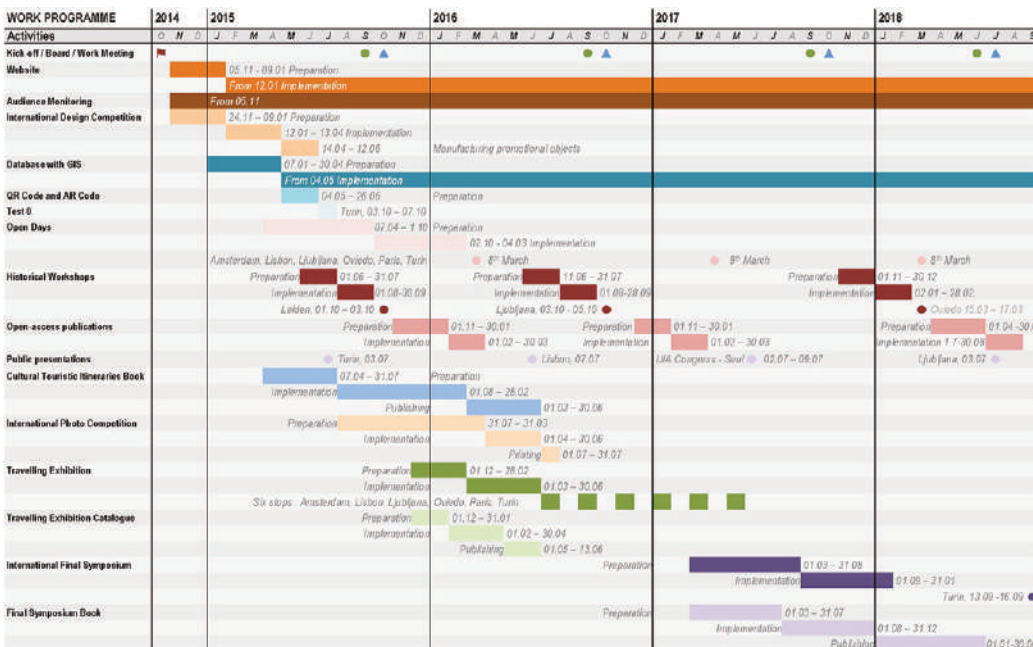 WORK PROGRAMME 2014 2015 2016 2017 2018
Activities O N D J F M A M J J A S O N D J F M A M J J A S O N D J F M A M J J A S O N D J F M A M J J A S
Kick-off / Board / Work Meeting
Website 05.11 - 09.01 Preparation
From 12.01 Implementation
Audience Monitoring From 05.11
International Design Competition 24.11 – 09.01 Preparation
12.01 – 13.04 Implementation
14.04 – 12.06 Manufacturing promotional objects
Database with GIS 07.01 – 30.04 Preparation
From 04.05 Implementation
QR Code and AR Code 04.05 – 26.06 Preparation
Test 0 Turin, 03.10 – 07.10
Open Days 07.04 – 1.10 Preparation
02.10 - 04.03 Implementation
Amsterdam, Lisbon, Ljubljana, Oviedo, Paris, Turin 8th March 9th March 8th March
Historical Workshops Preparation 01.06 – 31.07 Preparation 11.06 – 31.07 Preparation 01.11 – 30.12
Implementation 01.08-30.09 Implementation 01.08-28.09 Implementation 02.01 – 28.02
Leiden, 01.10 – 03.10 Ljubljana, 03.10 - 05.10 Oviedo 15.03 – 17.03
Open-access publications Preparation 01.11 – 30.01 Preparation 01.11 – 30.01 Preparation 01.04 -30
Implementation 01.02 – 30.03 Implementation 01.02 – 30.03 Implementation 1.7-30.08
Public presentations Turin, 03.07 Lisbon, 07.07 UIA Congress - Seul 03.07 – 09.07 Ljubljana, 03.07
Cultural Touristic Itineraries Book 07.04 – 31.07 Preparation
Implementation 01.08 – 28.02
Publishing 01.03 – 30.06
International Photo Competition Preparation 31.07 – 31.03
Implementation 01.04 – 30.06
Printing 01.07 – 31.07
Travelling Exhibition Preparation 01.12 – 28.02
Implementation 01.03 – 30.06
Six stops : Amsterdam, Lisbon, Ljubljana, Oviedo, Paris, Turin
Travelling Exhibition Catalogue Preparation 01.12 – 31.01
Implementation 01.02 – 30.04
Publishing 01.05 – 13.06
International Final Symposium Preparation 01.03 – 31.08
Implementation 01.09 – 31.01
Turin, 13.09 -16.09
Final Symposium Book Preparation 01.03 – 31.07
Implementation 01.08 – 31.12
Publishing 01.01-30.06